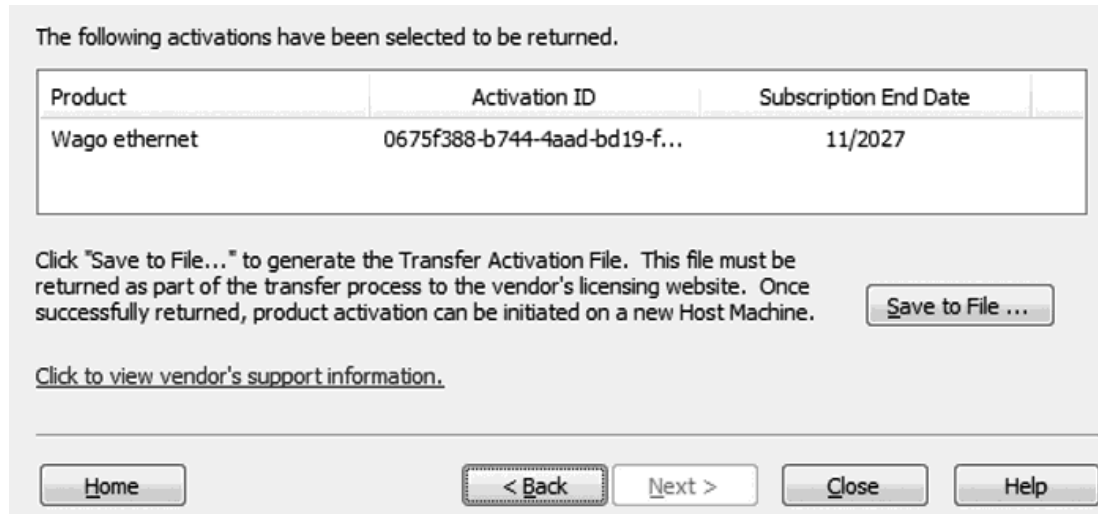 The following activations have been selected to be returned.
Product Activation ID Subscription End Date
Wago ethernet 0675f388-b744-4aad-bd19-f... 11/2027
Click "Save to File..." to generate the Transfer Activation File. This file must be
returned as part of the transfer process to the vendor's licensing website. Once
successfully returned, product activation can be initiated on a new Host Machine.
Save to File ...
Click to view vendor's support information.
Home < Back Next > Close Help